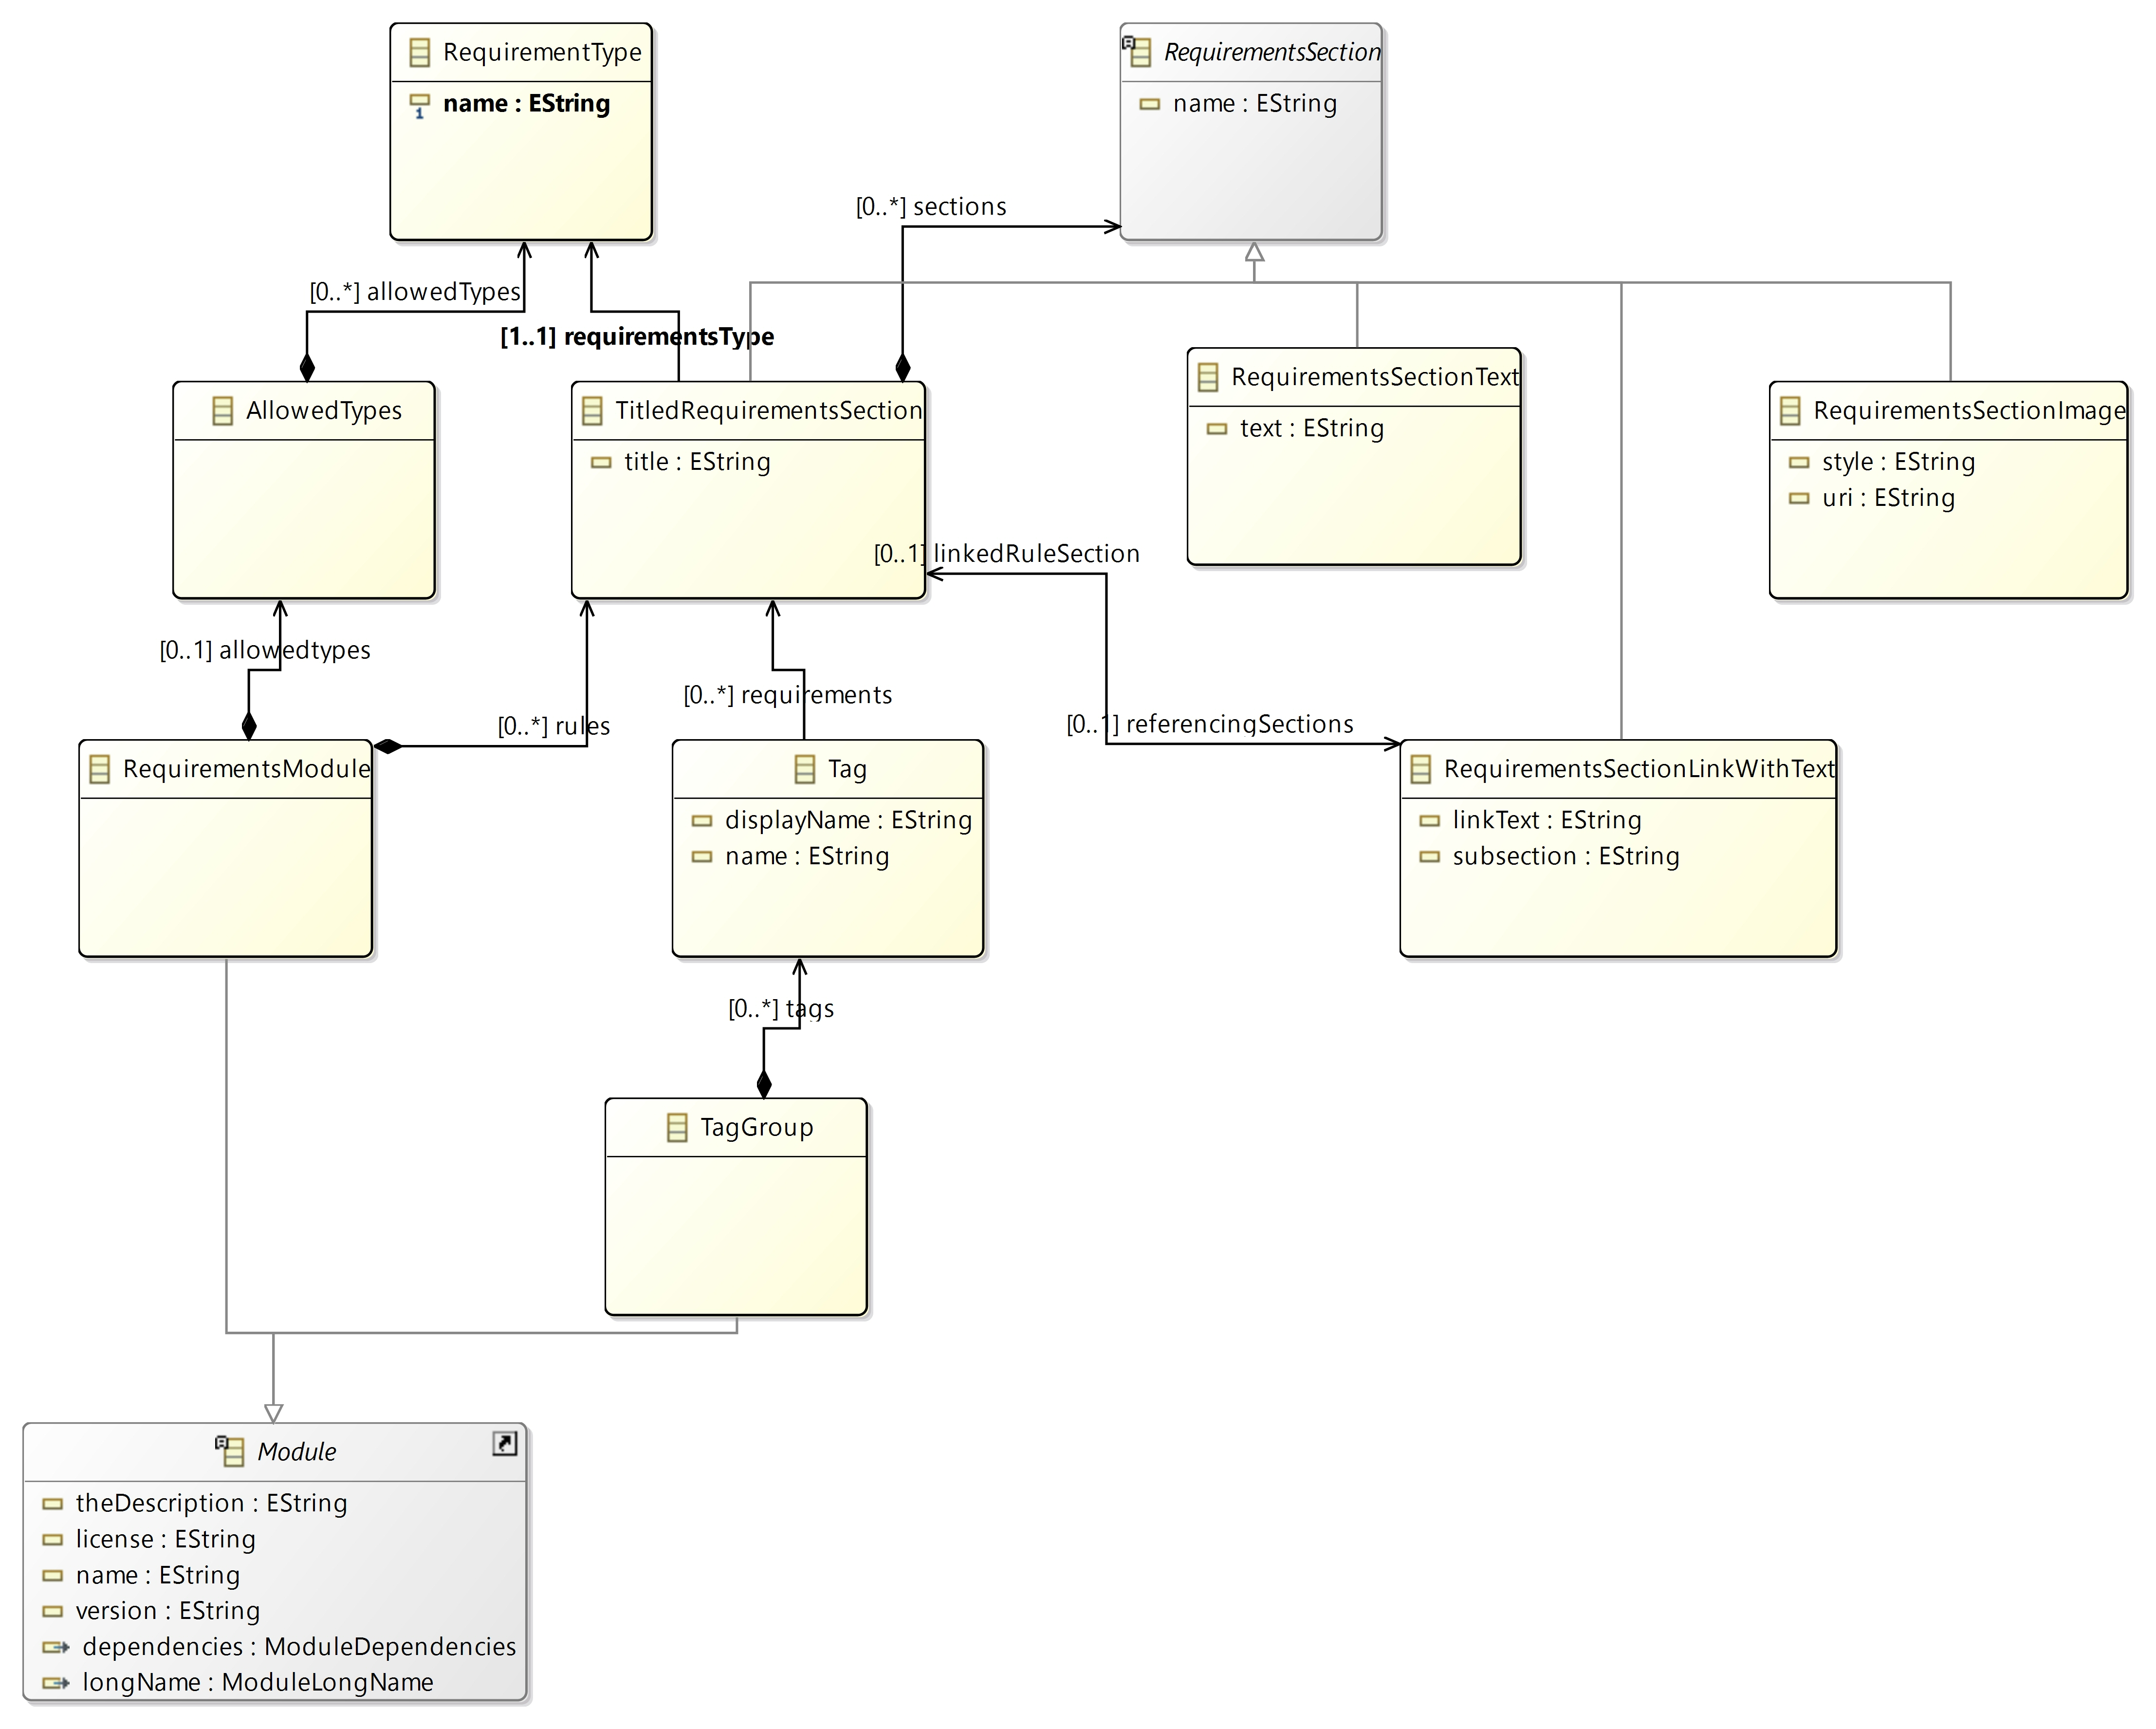 RequirementType
name : EString
RequirementsSection
name : EString
[0..*] sections
[0..*] allowedTypes
[1..1] requirementsType
AllowedTypes
TitledRequirementsSection
title : EString
RequirementsSectionText
text : EString
RequirementsSectionImage
style : EString
uri : EString
[0..1] linkedRuleSection
[0..1] allowedtypes
[0..*] rules
[0..*] requirements
[0..1] referencingSections
RequirementsModule
Tag
displayName : EString
name : EString
RequirementsSectionLinkWithText
linkText : EString
subsection : EString
[0..*] tags
TagGroup
Module
theDescription : EString
license : EString
name : EString
version : EString
dependencies : ModuleDependencies
longName : ModuleLongName